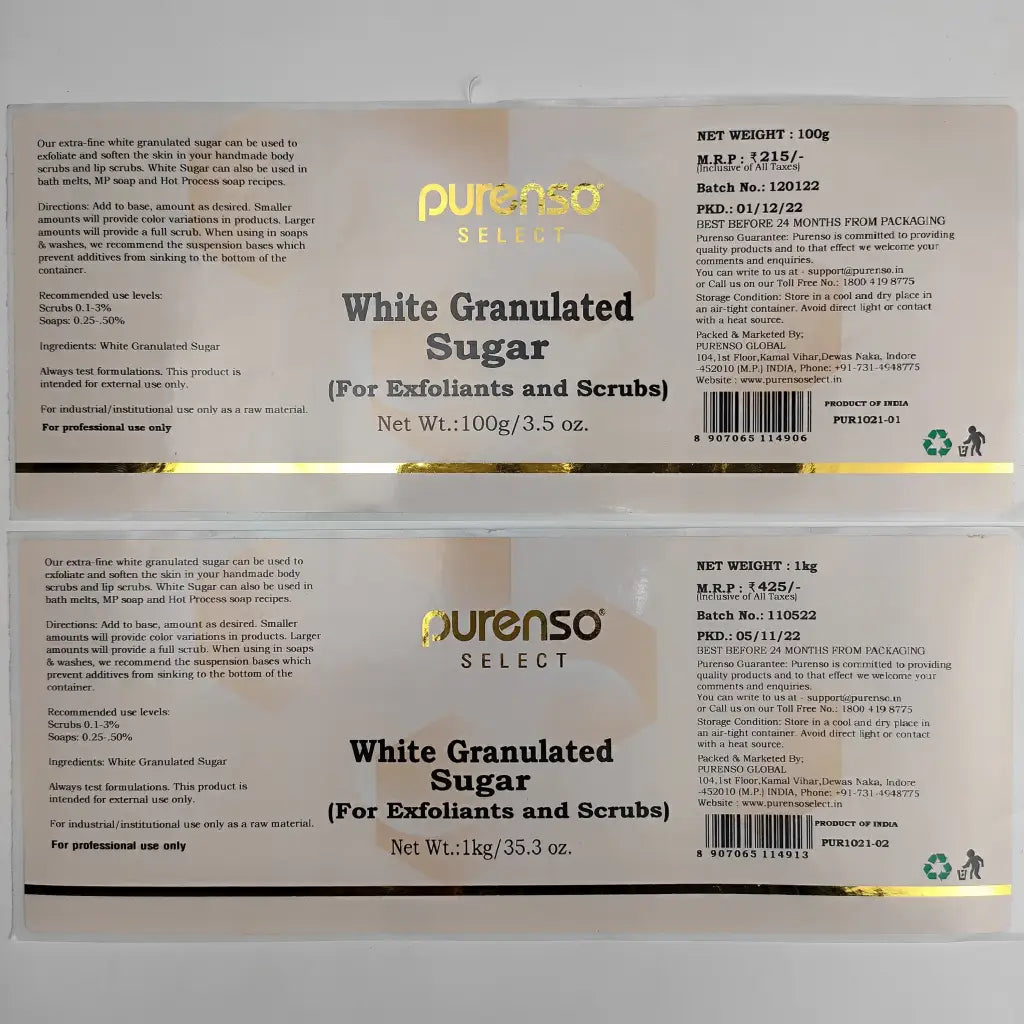 Our extra-fine white granulated sugar can be used to
exfoliate and soften the skin in your handmade body
scrubs and lip scrubs. White Sugar can also be used in
bath melts, MP soap and Hot Process soap recipes.
Directions: Add to base, amount as desired. Smaller
amounts will provide color variations in products. Larger
amounts will provide a full scrub. When using in soaps
& washes, we recommend the suspension bases which
prevent additives from sinking to the bottom of the
container.
Recommended use levels:
Scrubs 0.1-3%
Soaps: 0.25-.50%
Ingredients: White Granulated Sugar
Always test formulations. This product is
intended for external use only.
For industrial/institutional use only as a raw material.
For professional use only
purenso®
SELECT
White Granulated
Sugar
(For Exfoliants and Scrubs)
Net Wt.:100g/3.5 oz.
NET WEIGHT : 100g
M.R.P : ₹215/-
(Inclusive of All Taxes)
Batch No.: 120122
PKD.: 01/12/22
BEST BEFORE 24 MONTHS FROM PACKAGING
Purenso Guarantee: Purenso is committed to providing
quality products and to that effect we welcome your
comments and enquiries.
You can write to us at - support@purenso.in
or Call us on our Toll Free No.: 1800 419 8775
Storage Condition: Store in a cool and dry place in
an air-tight container. Avoid direct light or contact
with a heat source.
Packed & Marketed By;
PURENSO GLOBAL
104,1st Floor,Kamal Vihar,Dewas Naka, Indore
-452010 (M.P.) INDIA, Phone: +91-731-4948775
Website : www.purensoselect.in
PRODUCT OF INDIA
PUR1021-01
8 907065 114906
Our extra-fine white granulated sugar can be used to
exfoliate and soften the skin in your handmade body
scrubs and lip scrubs. White Sugar can also be used in
bath melts, MP soap and Hot Process soap recipes.
Directions: Add to base, amount as desired. Smaller
amounts will provide color variations in products. Larger
amounts will provide a full scrub. When using in soaps
& washes, we recommend the suspension bases which
prevent additives from sinking to the bottom of the
container.
Recommended use levels:
Scrubs 0.1-3%
Soaps: 0.25-.50%
Ingredients: White Granulated Sugar
Always test formulations. This product is
intended for external use only.
For industrial/institutional use only as a raw material.
For professional use only
purenso®
SELECT
White Granulated
Sugar
(For Exfoliants and Scrubs)
Net Wt.:1kg/35.3 oz.
NET WEIGHT : 1kg
M.R.P : ₹425/-
(Inclusive of All Taxes)
Batch No.: 110522
PKD.: 05/11/22
BEST BEFORE 24 MONTHS FROM PACKAGING
Purenso Guarantee: Purenso is committed to providing
quality products and to that effect we welcome your
comments and enquiries.
You can write to us at - support@purenso.in
or Call us on our Toll Free No.: 1800 419 8775
Storage Condition: Store in a cool and dry place in
an air-tight container. Avoid direct light or contact
with a heat source.
Packed & Marketed By;
PURENSO GLOBAL
104,1st Floor,Kamal Vihar,Dewas Naka, Indore
-452010 (M.P.) INDIA, Phone: +91-731-4948775
Website : www.purensoselect.in
PRODUCT OF INDIA
PUR1021-02
8 907065 114913